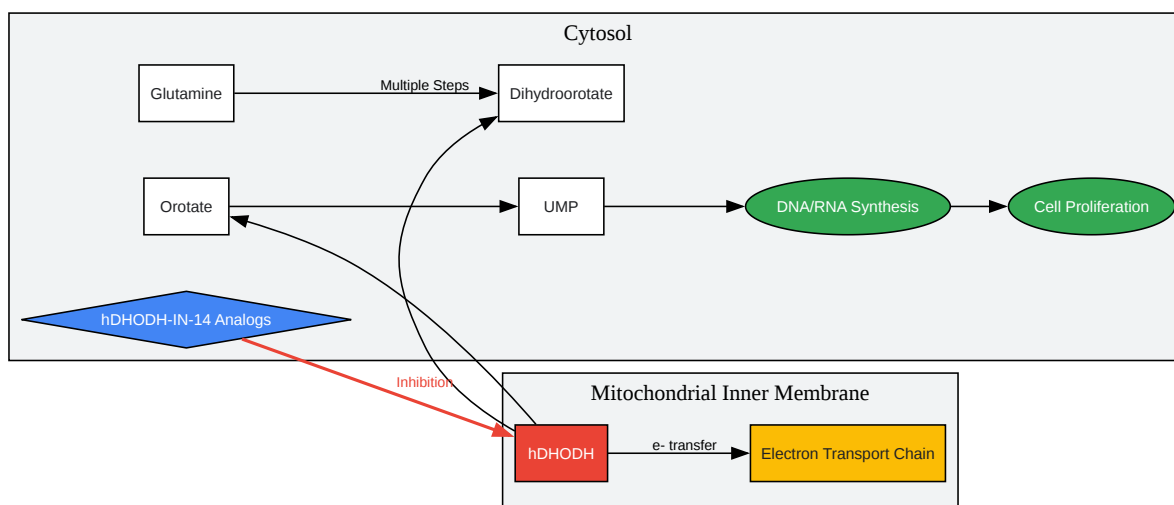 Cytosol
Glutamine
Multiple Steps
Dihydroorotate
Orotate
UMP
DNA/RNA Synthesis
Cell Proliferation
hDHODH-IN-14 Analogs
Inhibition
Mitochondrial Inner Membrane
hDHODH
e- transfer
Electron Transport Chain